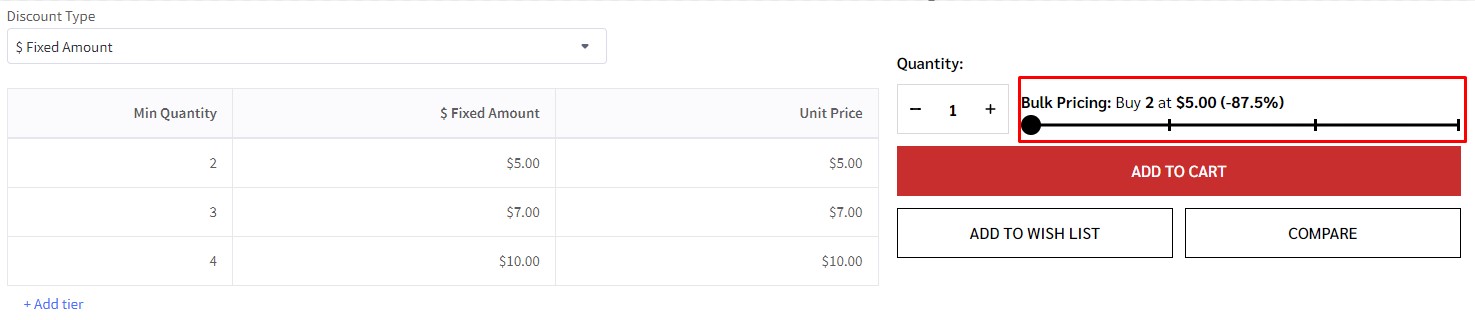 Discount Type
$ Fixed Amount
Min Quantity $ Fixed Amount Unit Price
2 $5.00 $5.00
3 $7.00 $7.00
4 $10.00 $10.00
+ Add tier
Quantity:
− 1 +
Bulk Pricing: Buy 2 at $5.00 (-87.5%)
ADD TO CART
ADD TO WISH LIST
COMPARE